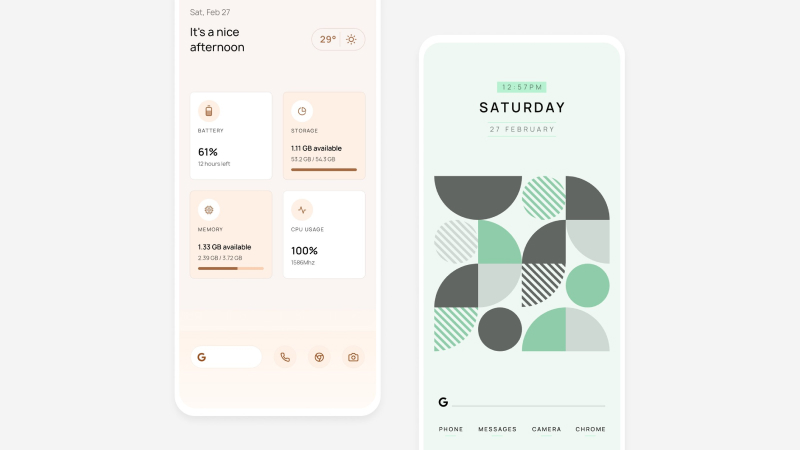 Sat, Feb 27
It's a nice
afternoon
29°
BATTERY
61%
12 hours left
STORAGE
1.11 GB available
53.2 GB / 54.3 GB
MEMORY
1.33 GB available
2.39 GB / 3.72 GB
CPU USAGE
100%
1586Mhz
G
12:57PM
SATURDAY
27 FEBRUARY
G
PHONE
MESSAGES
CAMERA
CHROME